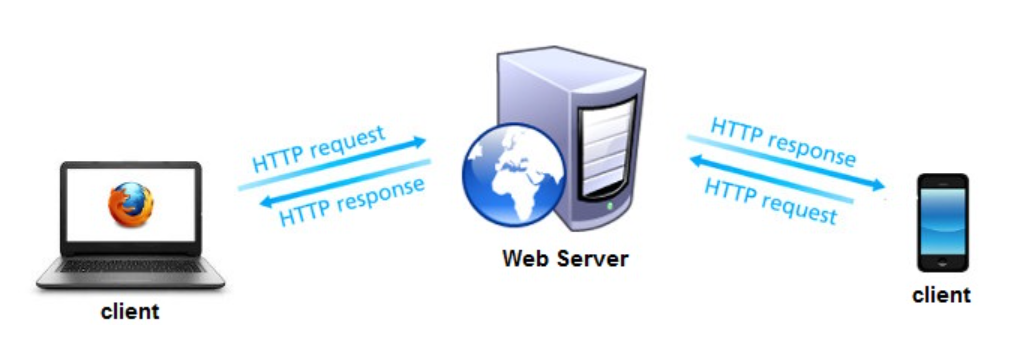 HTTP request
HTTP response
client
Web Server
HTTP response
HTTP request
client